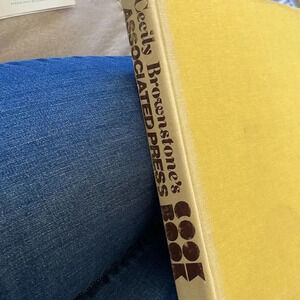 Cecily Brownstone's
ASSOCIATED PRESS
COOK
BOOK